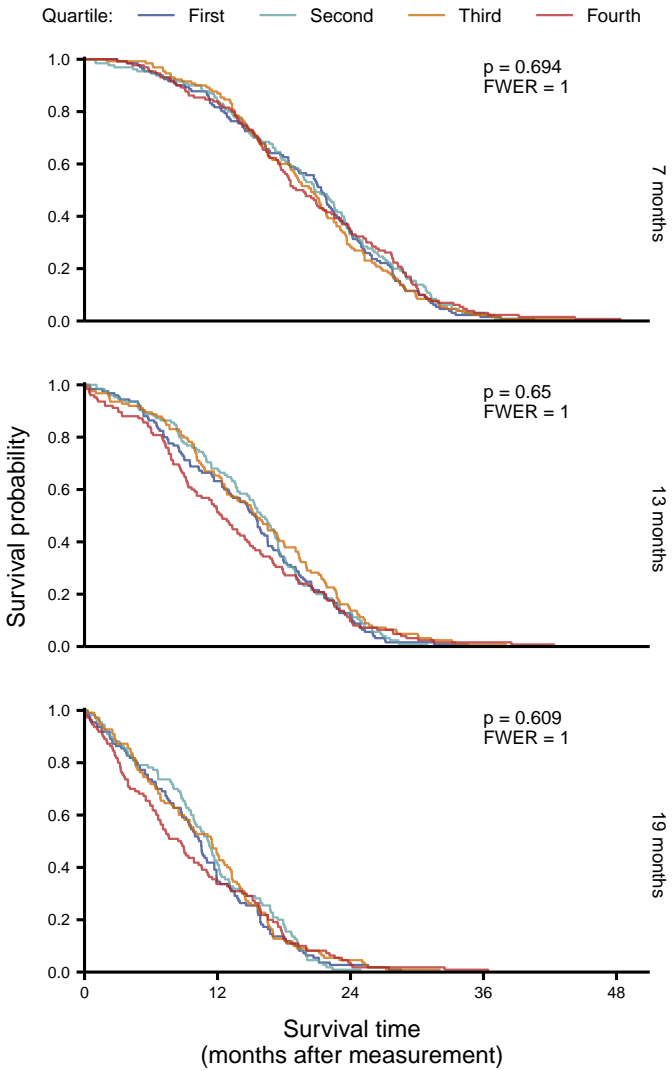 Quartile: First Second Third Fourth
1.0
0.8
0.6
0.4
0.2
0.0
p = 0.694
FWER = 1
7 months
1.0
0.8
0.6
0.4
0.2
0.0
p = 0.65
FWER = 1
13 months
Survival probability
1.0
0.8
0.6
0.4
0.2
0.0
p = 0.609
FWER = 1
19 months
0 12 24 36 48
Survival time
(months after measurement)